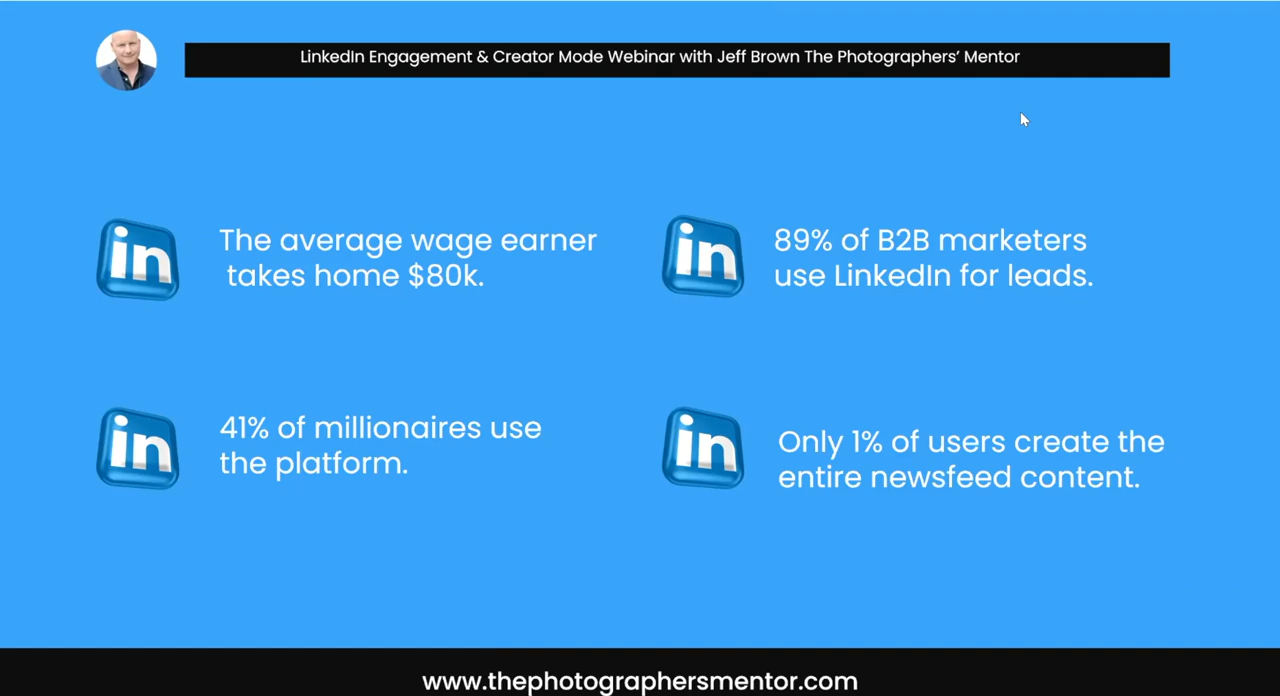 LinkedIn Engagement & Creator Mode Webinar with Jeff Brown The Photographers’ Mentor
in
The average wage earner
takes home $80k.
in
89% of B2B marketers
use LinkedIn for leads.
in
41% of millionaires use
the platform.
in
Only 1% of users create the
entire newsfeed content.
www.thephotographersmentor.com